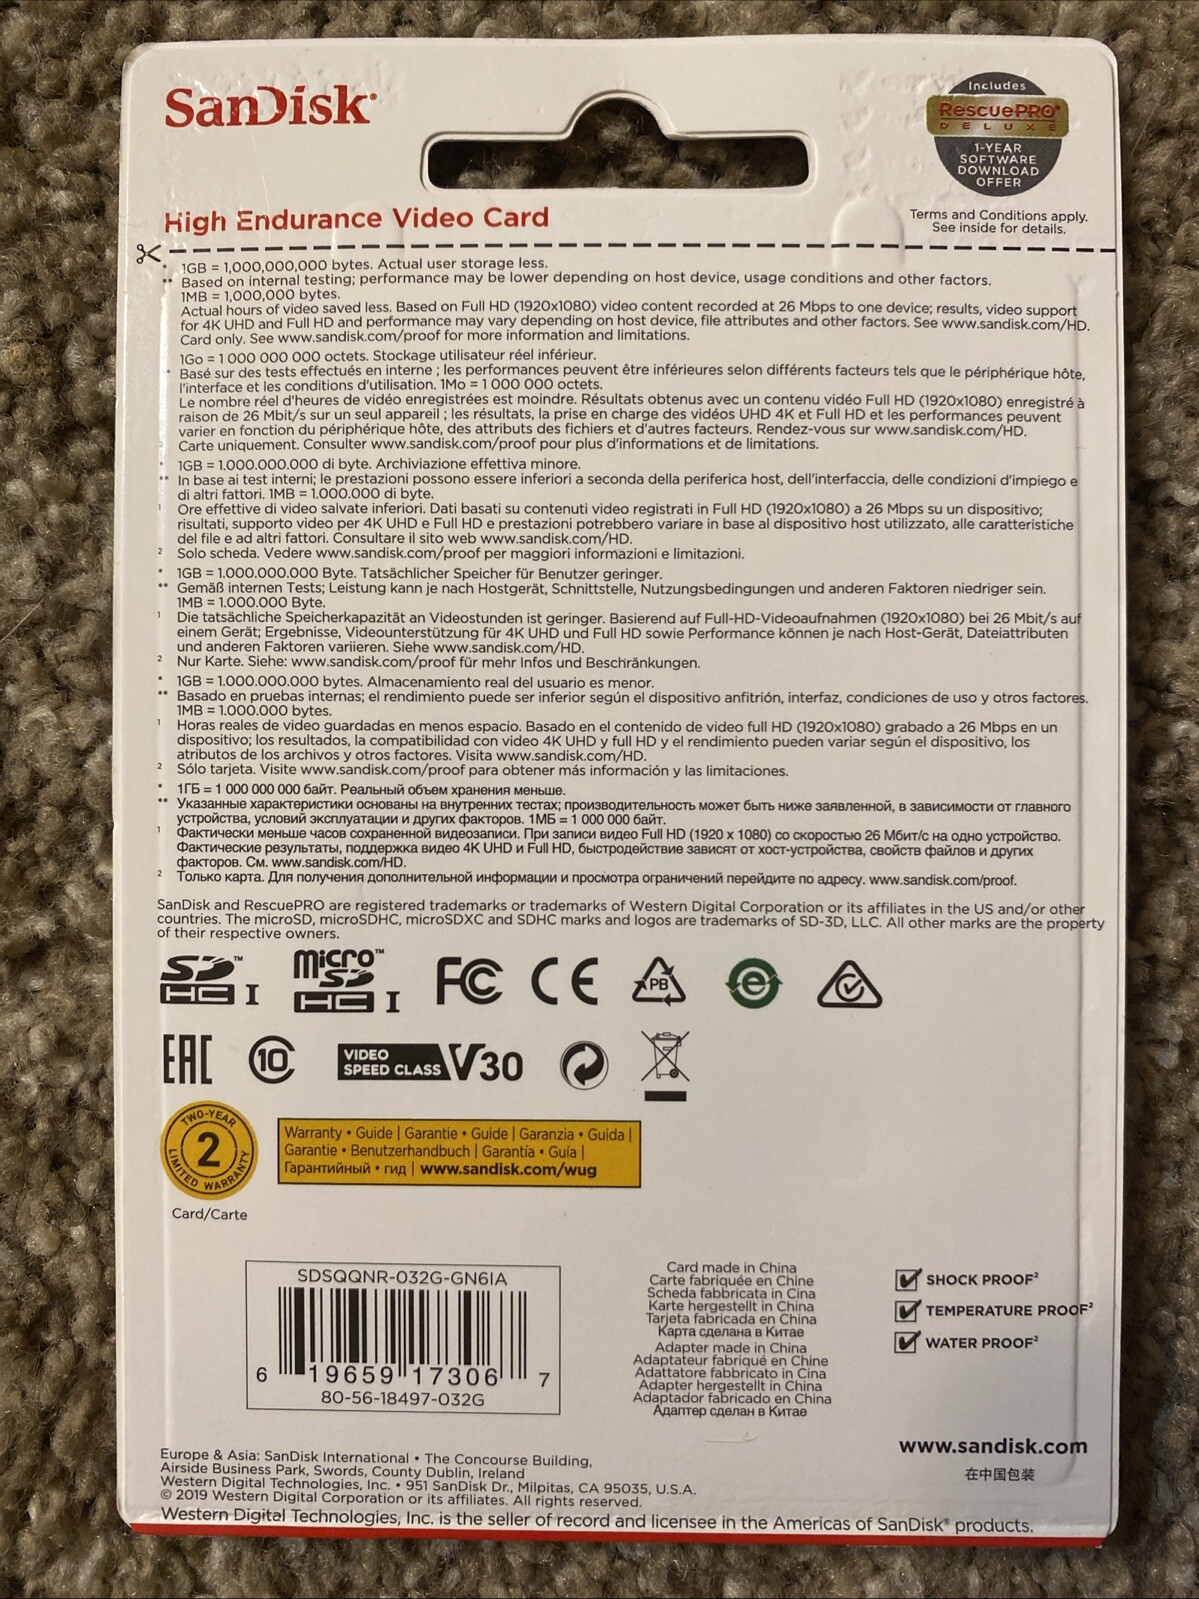 SanDisk®
Includes
RescuePRO®
DELUXE
1-YEAR
SOFTWARE
DOWNLOAD
OFFER
High Endurance Video Card
Terms and Conditions apply.
See inside for details.
* 1GB = 1,000,000,000 bytes. Actual user storage less.
** Based on internal testing; performance may be lower depending on host device, usage conditions and other factors.
1MB = 1,000,000 bytes.
Actual hours of video saved less. Based on Full HD (1920x1080) video content recorded at 26 Mbps to one device; results, video support
for 4K UHD and Full HD and performance may vary depending on host device, file attributes and other factors. See www.sandisk.com/HD.
Card only. See www.sandisk.com/proof for more information and limitations.
1Go = 1 000 000 000 octets. Stockage utilisateur réel inférieur.
* Basé sur des tests effectués en interne ; les performances peuvent être inférieures selon différents facteurs tels que le périphérique hôte,
l'interface et les conditions d'utilisation. 1Mo = 1 000 000 octets.
Le nombre réel d'heures de vidéo enregistrées est moindre. Résultats obtenus avec un contenu vidéo Full HD (1920x1080) enregistré à
raison de 26 Mbit/s sur un seul appareil ; les résultats, la prise en charge des vidéos UHD 4K et Full HD et les performances peuvent
varier en fonction du périphérique hôte, des attributs des fichiers et d'autres facteurs. Rendez-vous sur www.sandisk.com/HD.
Carte uniquement. Consulter www.sandisk.com/proof pour plus d'informations et de limitations.
* 1GB = 1.000.000.000 di byte. Archiviazione effettiva minore.
** In base ai test interni; le prestazioni possono essere inferiori a seconda della periferica host, dell'interfaccia, delle condizioni d'impiego e
di altri fattori. 1MB = 1.000.000 di byte.
¹ Ore effettive di video salvate inferiori. Dati basati su contenuti video registrati in Full HD (1920x1080) a 26 Mbps su un dispositivo;
risultati, supporto video per 4K UHD e Full HD e prestazioni potrebbero variare in base al dispositivo host utilizzato, alle caratteristiche
del file e ad altri fattori. Consultare il sito web www.sandisk.com/HD.
² Solo scheda. Vedere www.sandisk.com/proof per maggiori informazioni e limitazioni.
* 1GB = 1.000.000.000 Byte. Tatsächlicher Speicher für Benutzer geringer.
** Gemäß internen Tests; Leistung kann je nach Hostgerät, Schnittstelle, Nutzungsbedingungen und anderen Faktoren niedriger sein.
1MB = 1.000.000 Byte.
¹ Die tatsächliche Speicherkapazität an Videostunden ist geringer. Basierend auf Full-HD-Videoaufnahmen (1920x1080) bei 26 Mbit/s auf
einem Gerät; Ergebnisse, Videounterstützung für 4K UHD und Full HD sowie Performance können je nach Host-Gerät, Dateiattributen
und anderen Faktoren variieren. Siehe www.sandisk.com/HD.
² Nur Karte. Siehe: www.sandisk.com/proof für mehr Infos und Beschränkungen.
* 1GB = 1.000.000.000 bytes. Almacenamiento real del usuario es menor.
** Basado en pruebas internas; el rendimiento puede ser inferior según el dispositivo anfitrión, interfaz, condiciones de uso y otros factores.
1MB = 1.000.000 bytes.
¹ Horas reales de video guardadas en menos espacio. Basado en el contenido de video full HD (1920x1080) grabado a 26 Mbps en un
dispositivo; los resultados, la compatibilidad con video 4K UHD y full HD y el rendimiento pueden variar según el dispositivo, los
atributos de los archivos y otros factores. Visita www.sandisk.com/HD.
² Sólo tarjeta. Visite www.sandisk.com/proof para obtener más información y las limitaciones.
* 1ГБ = 1 000 000 000 байт. Реальный объем хранения меньше.
** Указанные характеристики основаны на внутренних тестах; производительность может быть ниже заявленной, в зависимости от главного
устройства, условий эксплуатации и других факторов. 1МБ = 1 000 000 байт.
¹ Фактически меньше часов сохраненной видеозаписи. При записи видео Full HD (1920 x 1080) со скоростью 26 Мбит/с на одно устройство.
Фактические результаты, поддержка видео 4K UHD и Full HD, быстродействие зависят от хост-устройства, свойств файлов и других
факторов. См. www.sandisk.com/HD.
² Только карта. Для получения дополнительной информации и просмотра ограничений перейдите по адресу. www.sandisk.com/proof.
SanDisk and RescuePRO are registered trademarks or trademarks of Western Digital Corporation or its affiliates in the US and/or other
countries. The microSD, microSDHC, microSDXC and SDHC marks and logos are trademarks of SD-3D, LLC. All other marks are the property
of their respective owners.
SD™ HC I micro SD™ HC I FC CE PB e
EAC 10 VIDEO SPEED CLASS V30
TWO-YEAR
2
LIMITED WARRANTY
Warranty • Guide | Garantie • Guide | Garanzia • Guida |
Garantie • Benutzerhandbuch | Garantía • Guía |
Гарантийный • гид | www.sandisk.com/wug
Card/Carte
SDSQQNR-032G-GN6IA
6 19659 17306 7
80-56-18497-032G
Card made in China
Carte fabriquée en Chine
Scheda fabbricata in Cina
Karte hergestellt in China
Tarjeta fabricada en China
Карта сделана в Китае
Adapter made in China
Adaptateur fabriqué en Chine
Adattatore fabbricato in Cina
Adapter hergestellt in China
Adaptador fabricado en China
Адаптер сделан в Китае
SHOCK PROOF²
TEMPERATURE PROOF²
WATER PROOF²
www.sandisk.com
在中国包装
Europe & Asia: SanDisk International • The Concourse Building,
Airside Business Park, Swords, County Dublin, Ireland
Western Digital Technologies, Inc. • 951 SanDisk Dr., Milpitas, CA 95035, U.S.A.
© 2019 Western Digital Corporation or its affiliates. All rights reserved.
Western Digital Technologies, Inc. is the seller of record and licensee in the Americas of SanDisk® products.